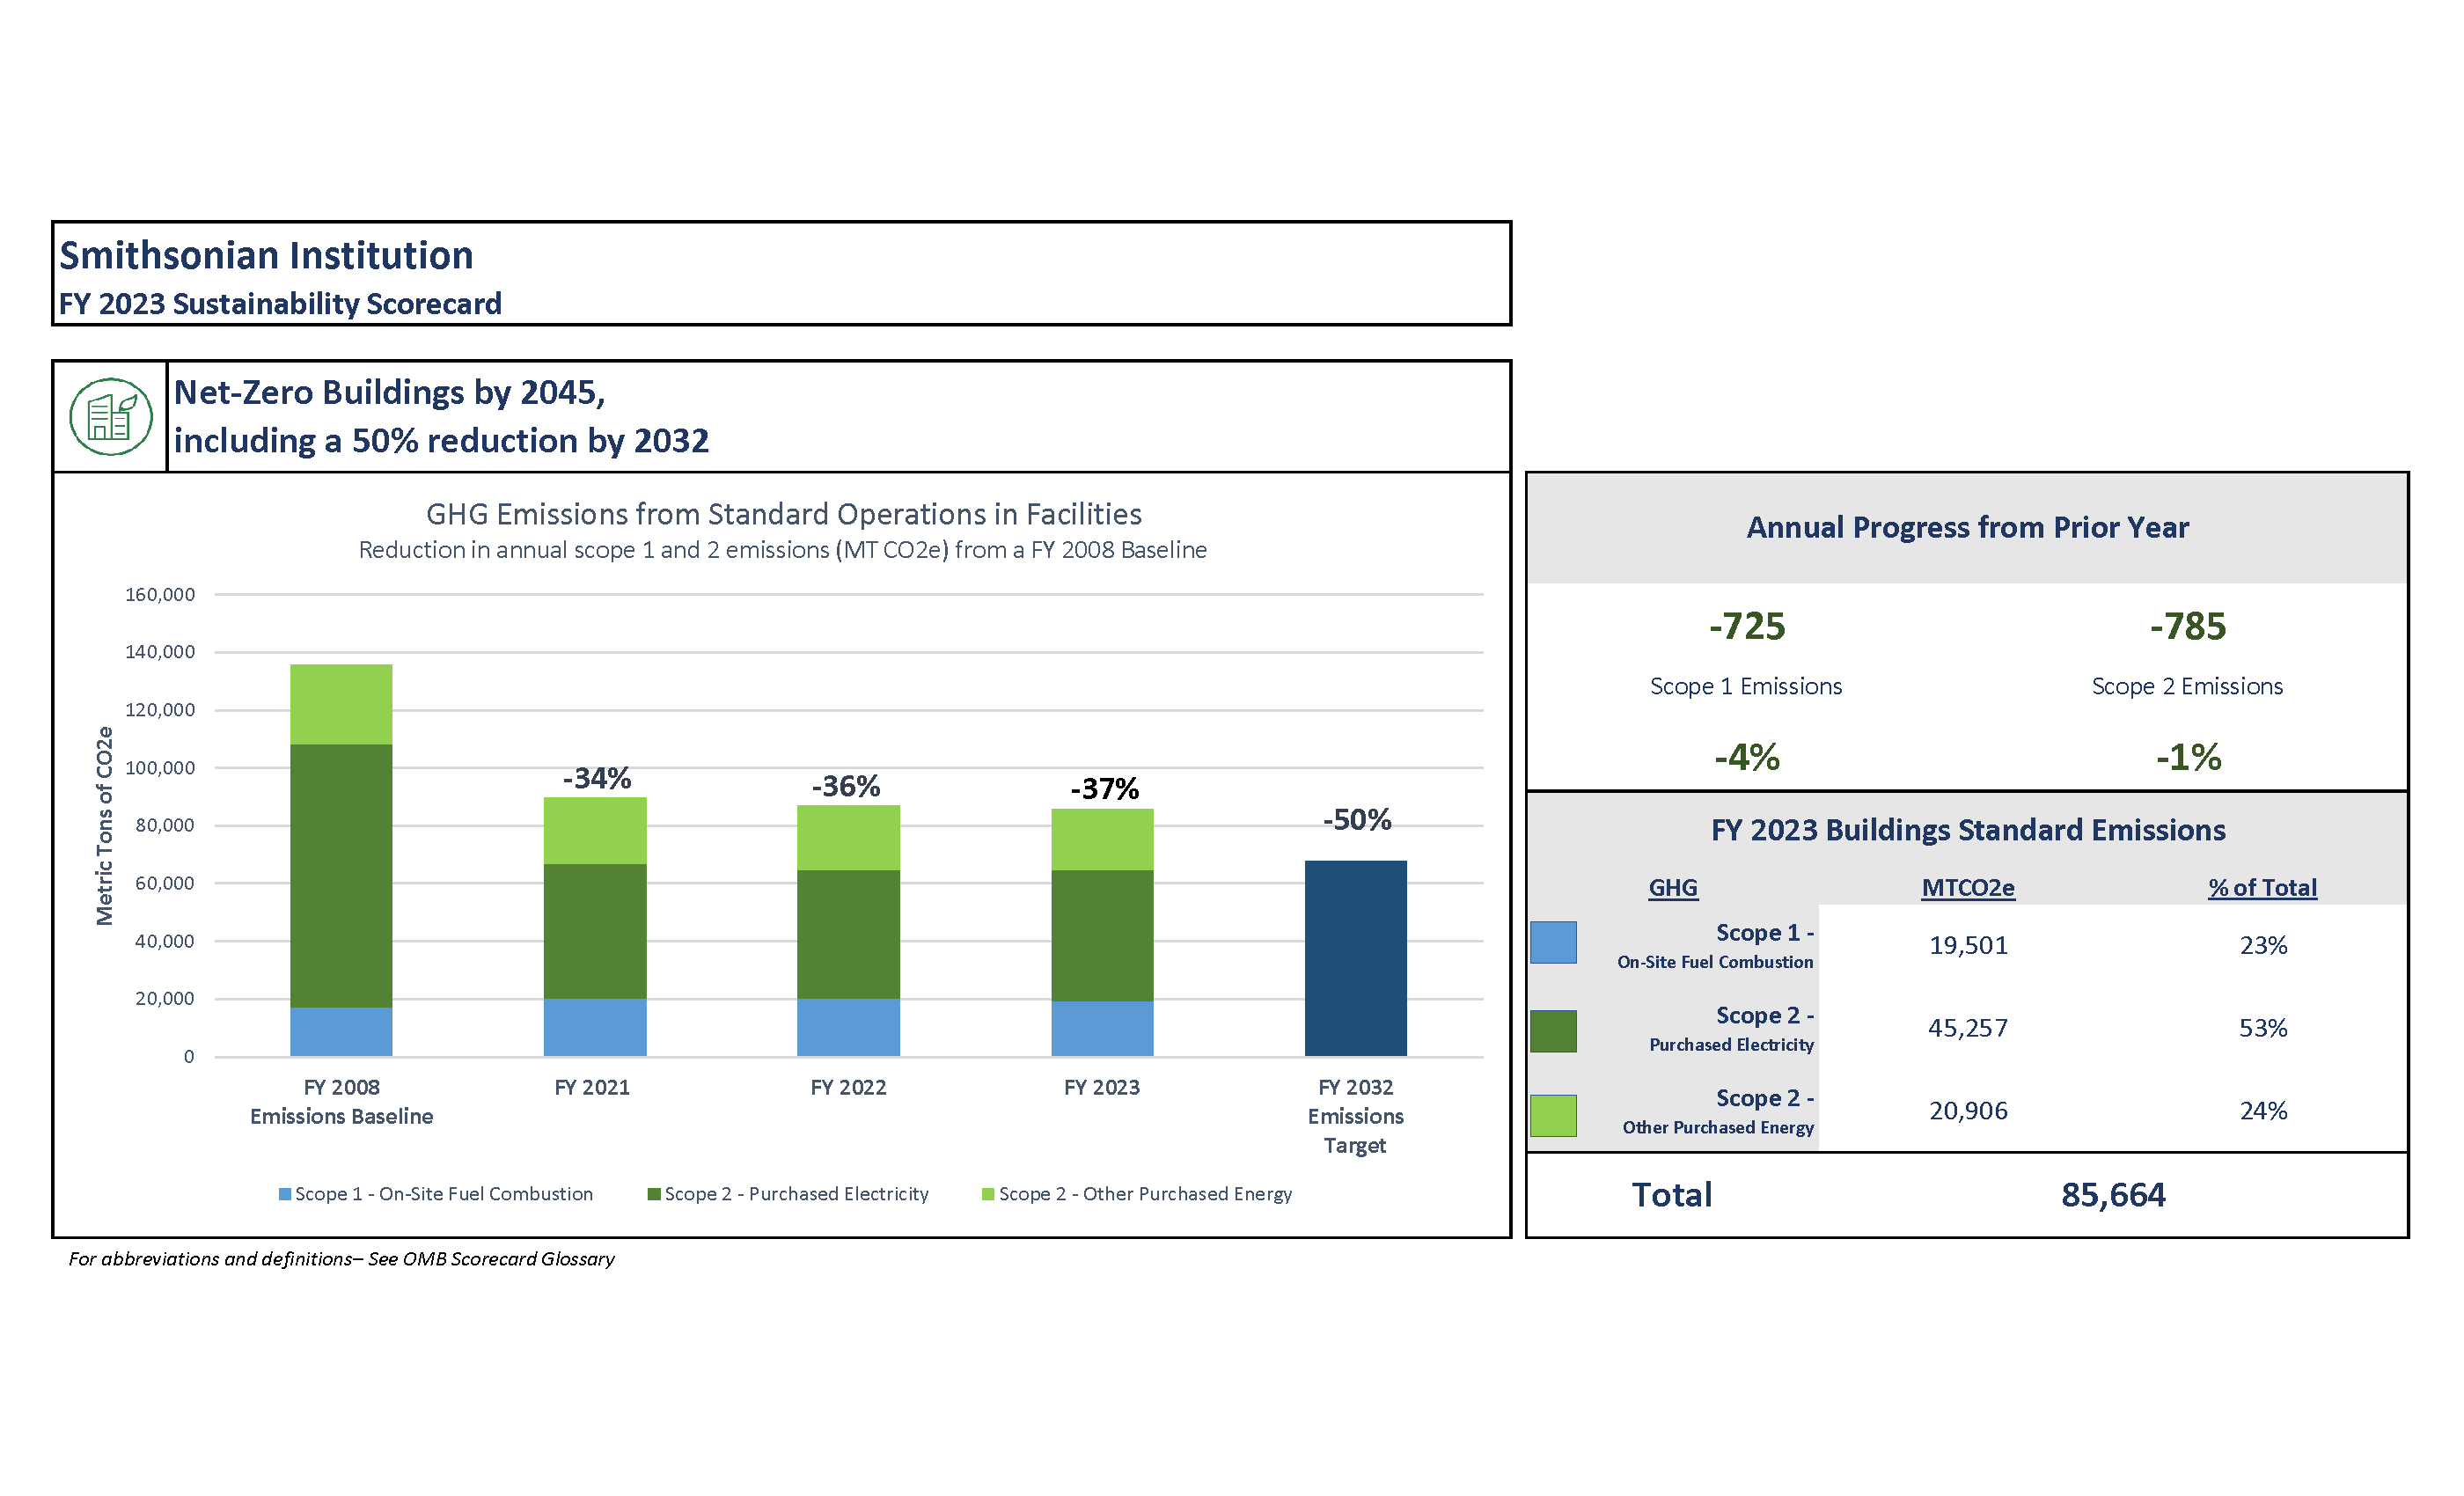 Smithsonian Institution
FY 2023 Sustainability Scorecard
Net-Zero Buildings by 2045,
including a 50% reduction by 2032
GHG Emissions from Standard Operations in Facilities
Reduction in annual scope 1 and 2 emissions (MT CO2e) from a FY 2008 Baseline
Metric Tons of CO2e
160,000
140,000
120,000
100,000
80,000
60,000
40,000
20,000
0
-34%
-36%
-37%
-50%
FY 2008
Emissions Baseline
FY 2021
FY 2022
FY 2023
FY 2032
Emissions
Target
Scope 1 - On-Site Fuel Combustion
Scope 2 - Purchased Electricity
Scope 2 - Other Purchased Energy
For abbreviations and definitions– See OMB Scorecard Glossary
Annual Progress from Prior Year
-725 -785
Scope 1 Emissions Scope 2 Emissions
-4% -1%
FY 2023 Buildings Standard Emissions
GHG MTCO2e % of Total
Scope 1 -
On-Site Fuel Combustion
19,501 23%
Scope 2 -
Purchased Electricity
45,257 53%
Scope 2 -
Other Purchased Energy
20,906 24%
Total 85,664